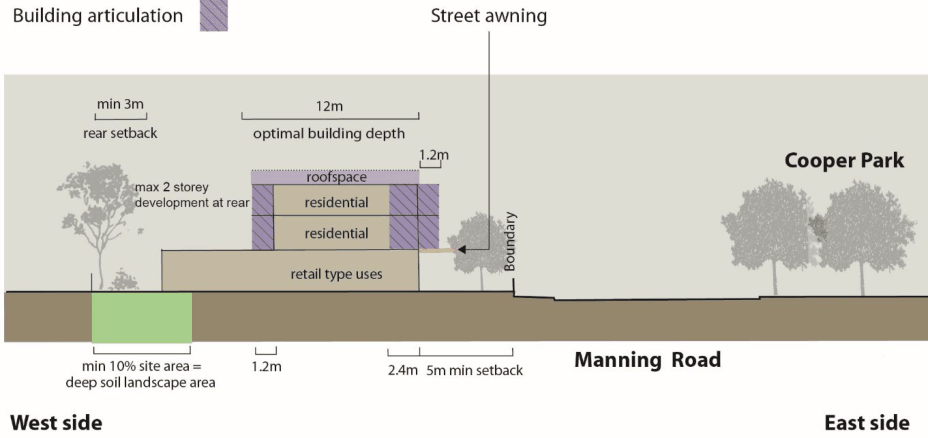 Building articulation
Street awning
min 3m
rear setback
12m
optimal building depth
1.2m
Cooper Park
max 2 storey
development at rear
roofspace
residential
residential
retail type uses
Boundary
min 10% site area =
deep soil landscape area
1.2m
2.4m
5m min setback
Manning Road
West side
East side